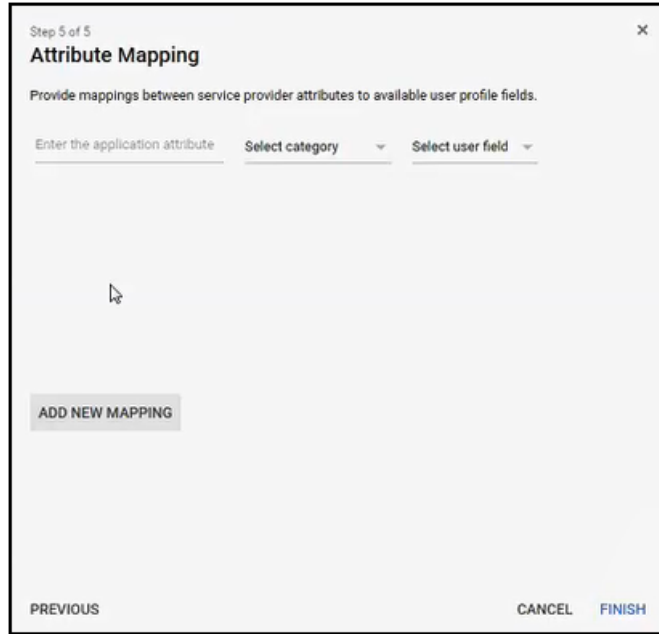 Step 5 of 5
Attribute Mapping
Provide mappings between service provider attributes to available user profile fields.
Enter the application attribute Select category Select user field
ADD NEW MAPPING
PREVIOUS CANCEL FINISH